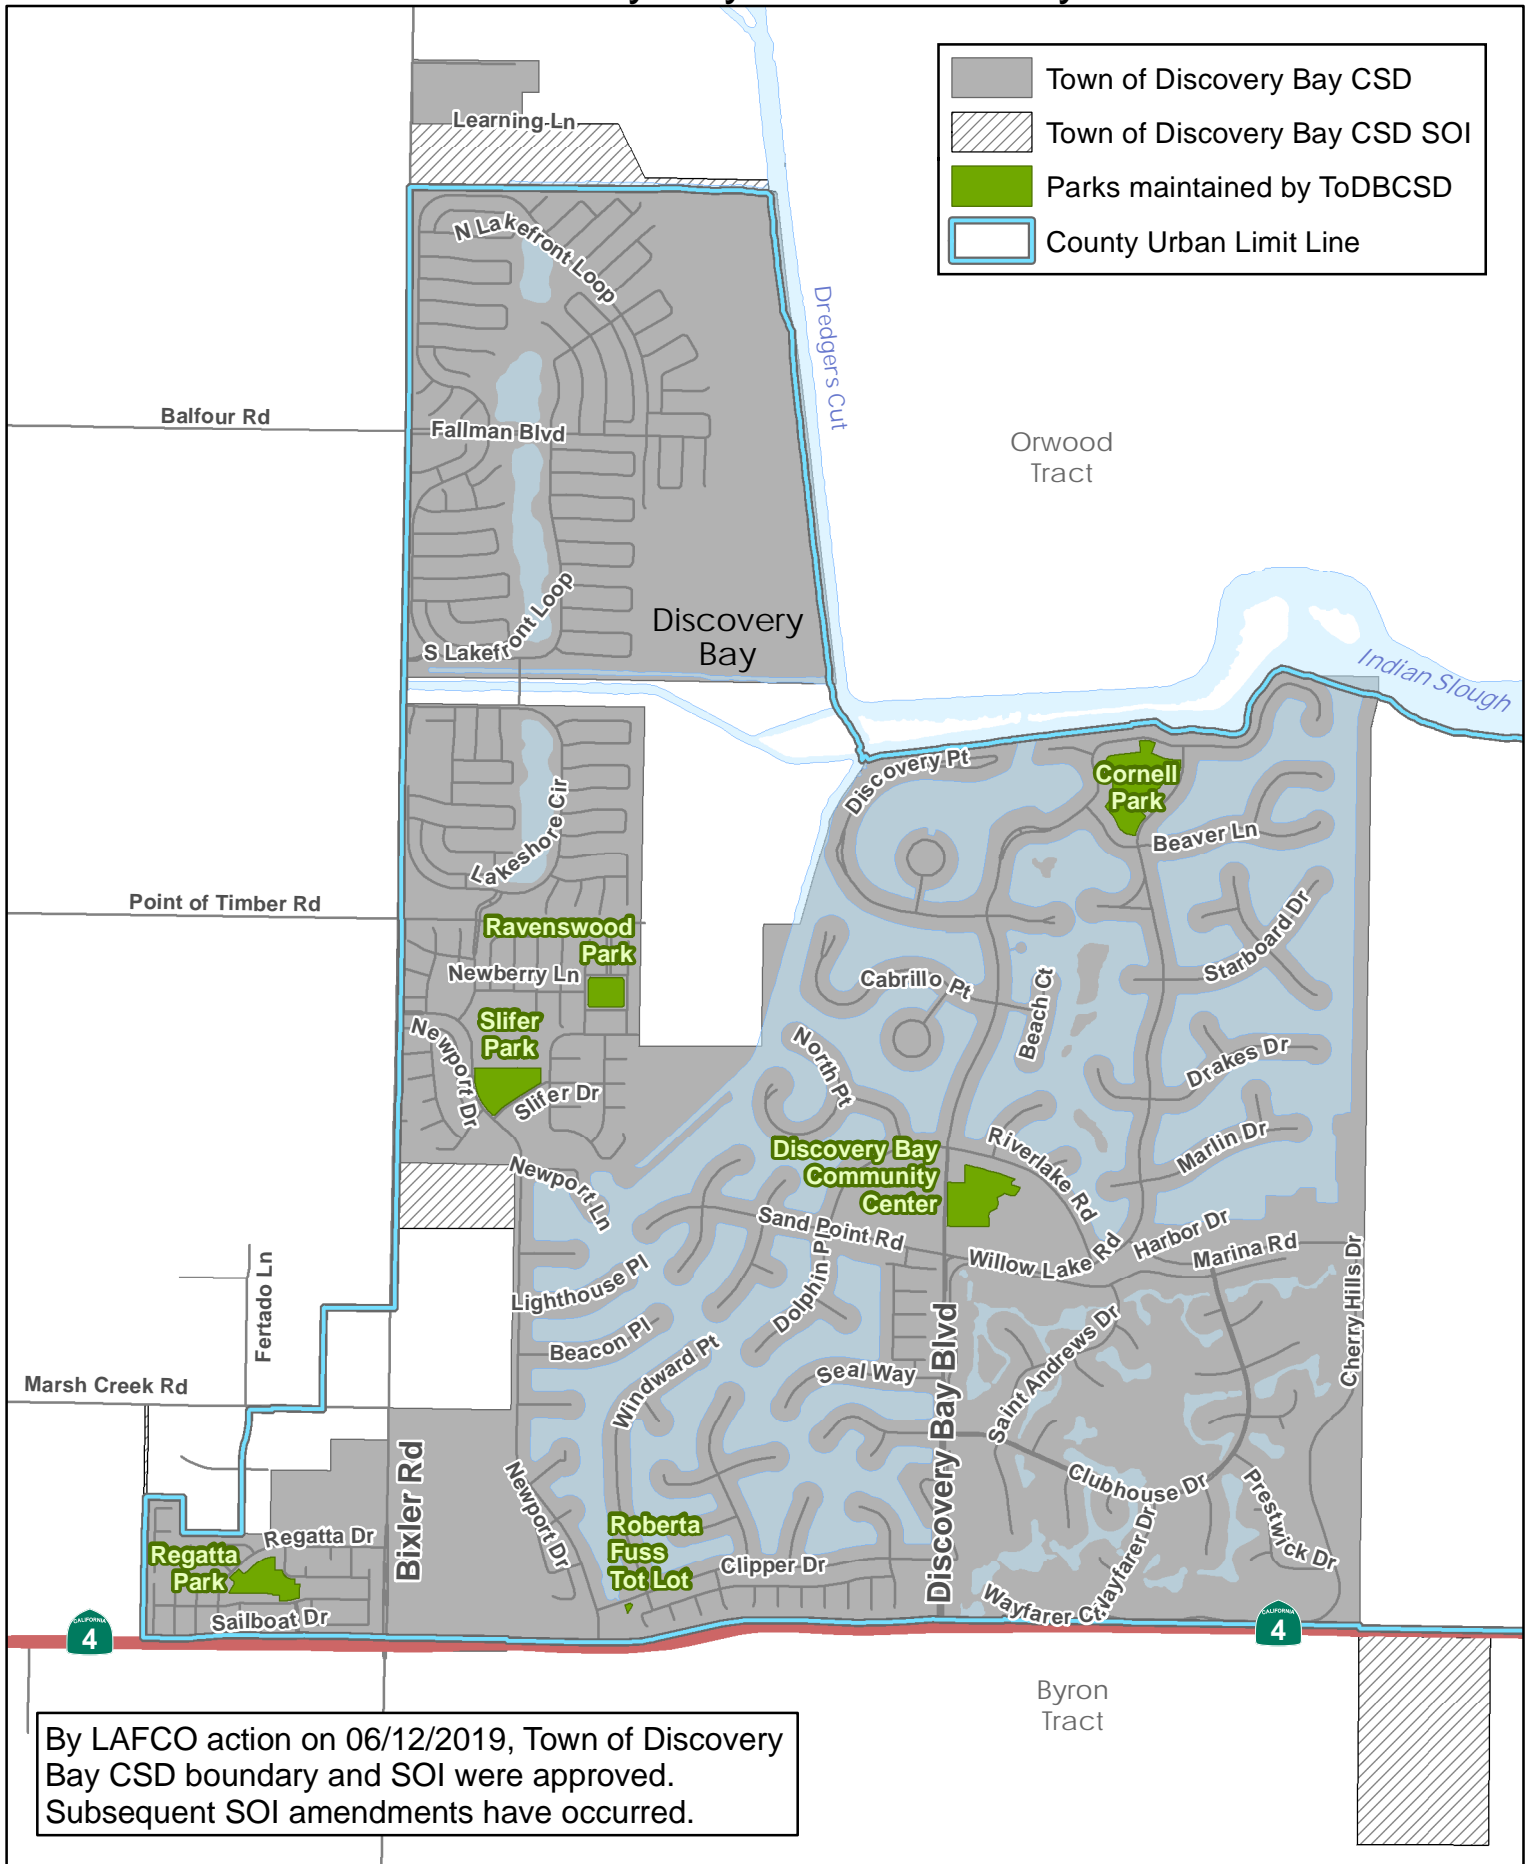 Town of Discovery Bay CSD
Town of Discovery Bay CSD SOI
Parks maintained by ToDBCSD
County Urban Limit Line
Learning Ln
N Lakefront Loop
Dredgers Cut
Balfour Rd
Fallman Blvd
Orwood
Tract
S Lakefront Loop
Discovery
Bay
Indian Slough
Discovery Pt
Cornell
Park
Beaver Ln
Lakeshore Cir
Point of Timber Rd
Ravenswood
Park
Newberry Ln
Starboard Dr
Cabrillo Pt
Beach Ct
Slifer
Park
Newport Dr
Slifer Dr
North Pt
Drakes Dr
Marlin Dr
Riverlake Rd
Discovery Bay
Community
Center
Newport Ln
Sand Point Rd
Dolphin Pl
Willow Lake Rd
Harbor Dr
Marina Rd
Cherry Hills Dr
Fertado Ln
Lighthouse Pl
Beacon Pl
Windward Pt
Seal Way
Saint Andrews Dr
Marsh Creek Rd
Bixler Rd
Newport Dr
Discovery Bay Blvd
Clubhouse Dr
Prestwick Dr
Regatta Dr
Regatta
Park
Sailboat Dr
Roberta
Fuss
Tot Lot
Clipper Dr
Wayfarer Dr
Wayfarer Ct
CALIFORNIA
4
CALIFORNIA
4
Byron
Tract
By LAFCO action on 06/12/2019, Town of Discovery
Bay CSD boundary and SOI were approved.
Subsequent SOI amendments have occurred.